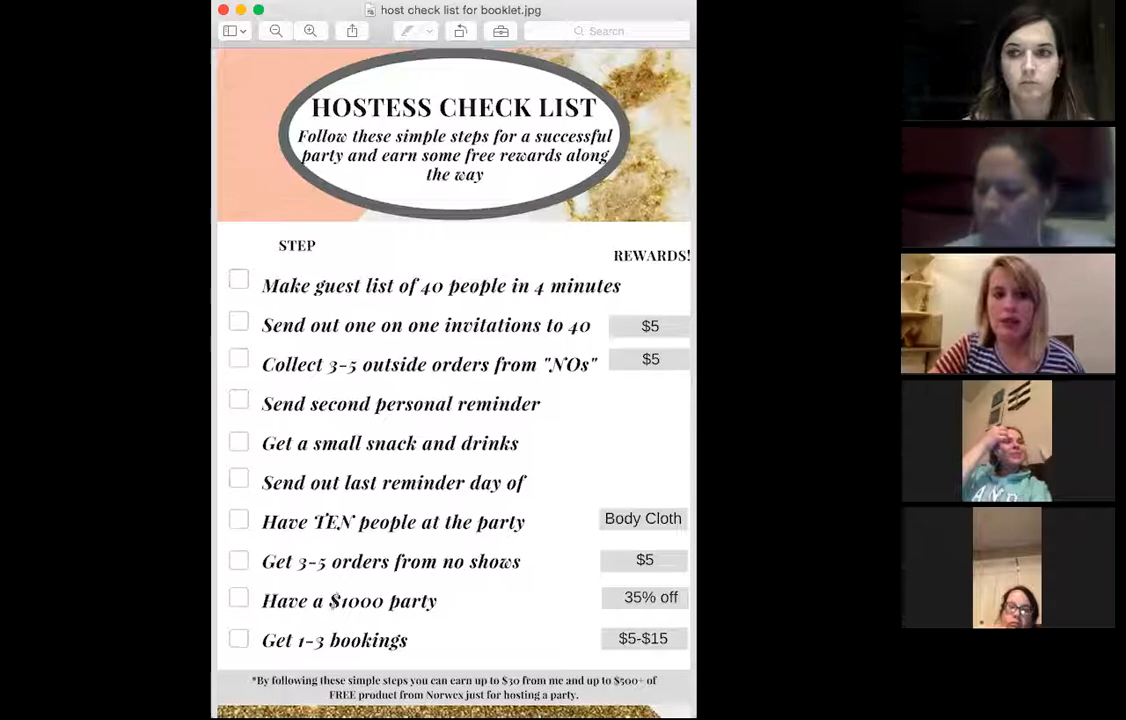 host check list for booklet.jpg
Search
HOSTESS CHECK LIST
Follow these simple steps for a successful
party and earn some free rewards along
the way
STEP
REWARDS!
Make guest list of 40 people in 4 minutes
Send out one on one invitations to 40 $5
Collect 3-5 outside orders from "NOs" $5
Send second personal reminder
Get a small snack and drinks
Send out last reminder day of
Have TEN people at the party Body Cloth
Get 3-5 orders from no shows $5
Have a $1000 party 35% off
Get 1-3 bookings $5-$15
*By following these simple steps you can earn up to $30 from me and up to $500+ of
FREE product from Norwex just for hosting a party.